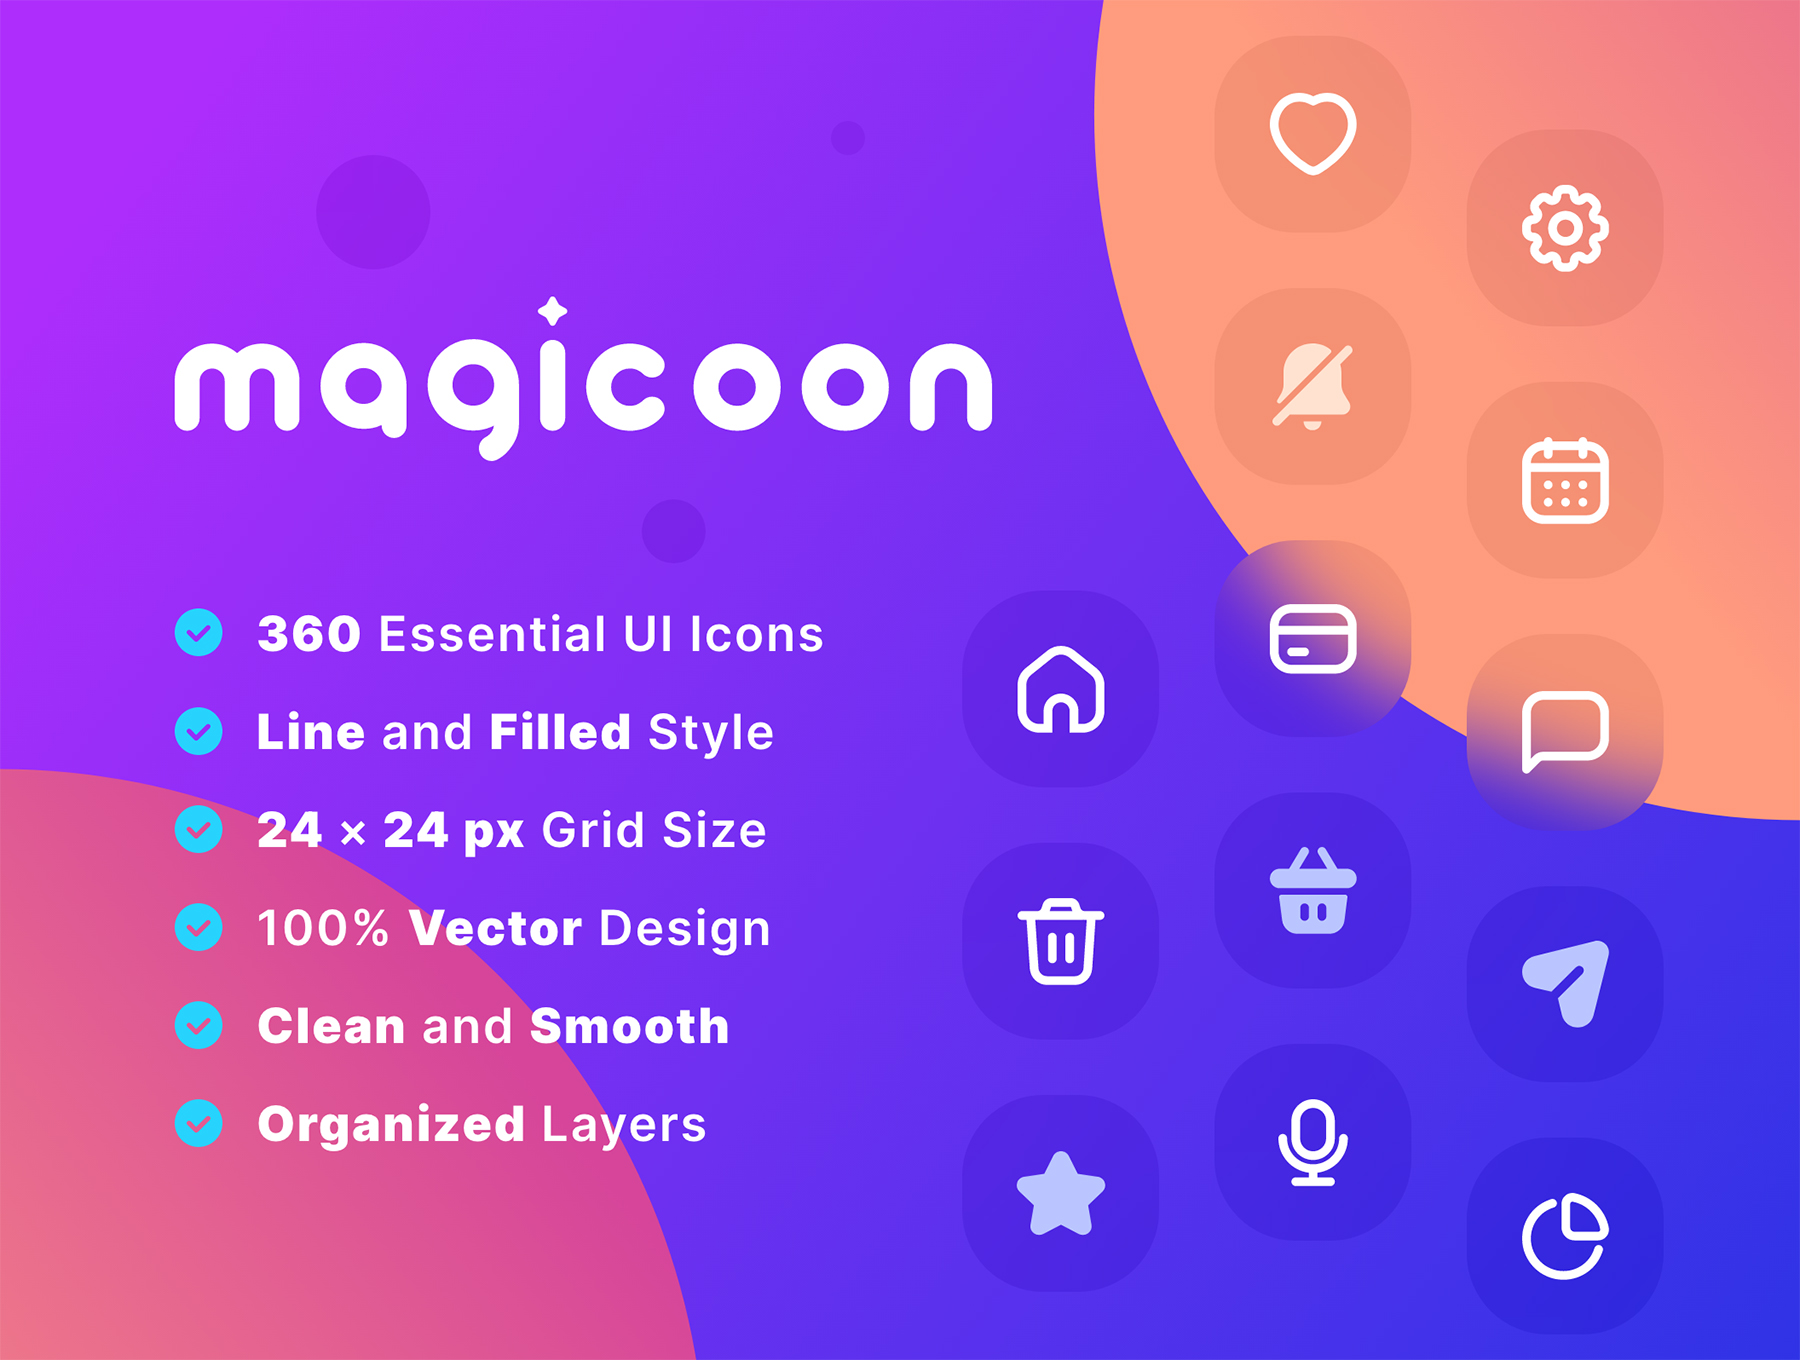 magicoon
360 Essential UI Icons
Line and Filled Style
24 × 24 px Grid Size
100% Vector Design
Clean and Smooth
Organized Layers